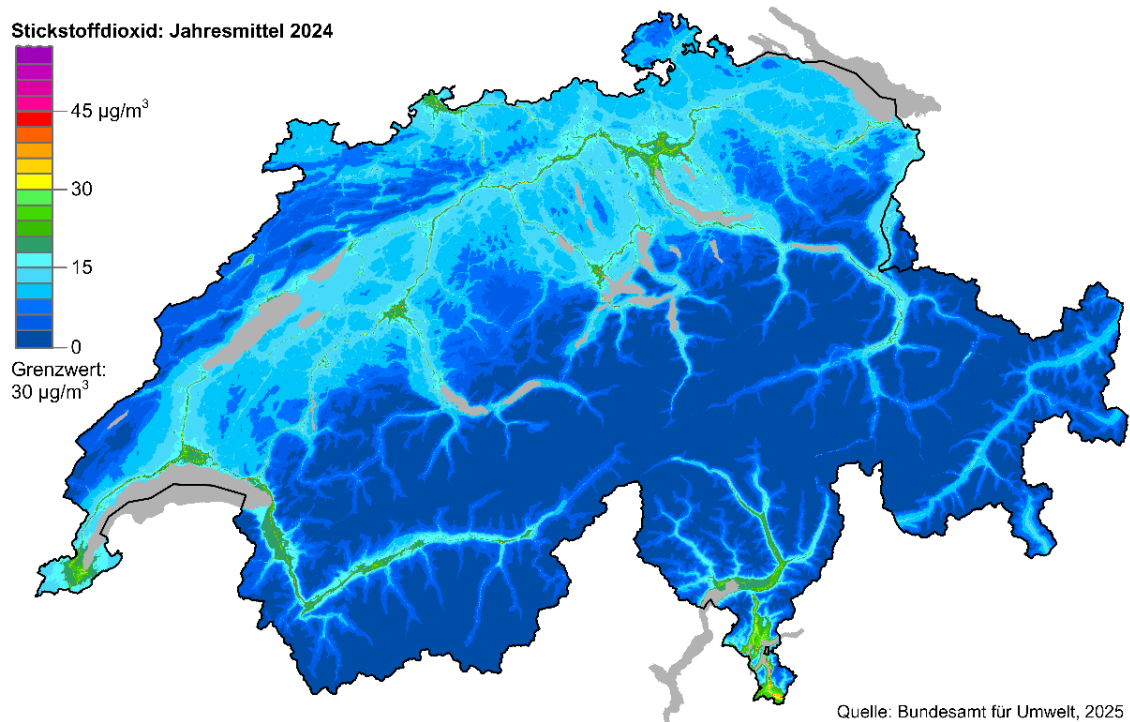 Stickstoffdioxid: Jahresmittel 2024
45 µg/m³
30
15
0
Grenzwert:
30 µg/m³
Quelle: Bundesamt für Umwelt, 2025